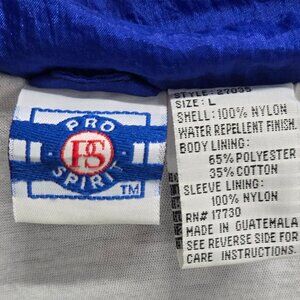 PRO
PS
SPIRIT
TM
STYLE: 27035
SIZE: L
SHELL: 100% NYLON
WATER REPELLENT FINISH
BODY LINING:
65% POLYESTER
35% COTTON
SLEEVE LINING:
100% NYLON
RN# 17730
MADE IN GUATEMALA
SEE REVERSE SIDE FOR
CARE INSTRUCTIONS.